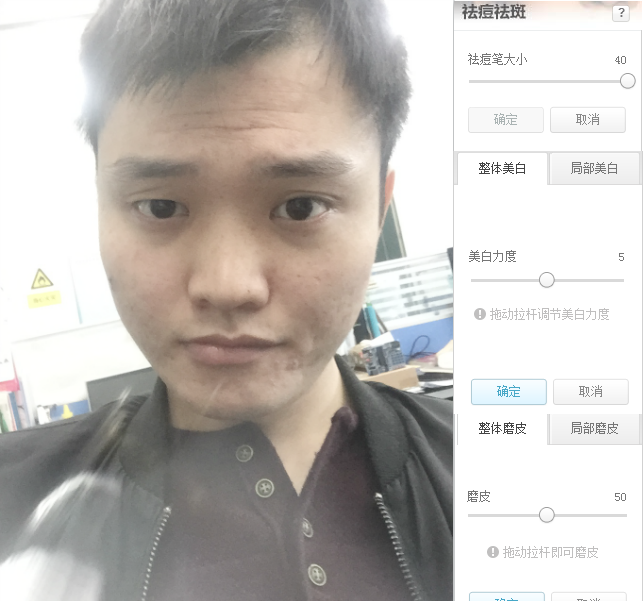 祛痘祛斑
?
祛痘笔大小 40
确定 取消
整体美白 局部美白
美白力度 5
拖动拉杆调节美白力度
确定 取消
整体磨皮 局部磨皮
磨皮 50
拖动拉杆即可磨皮